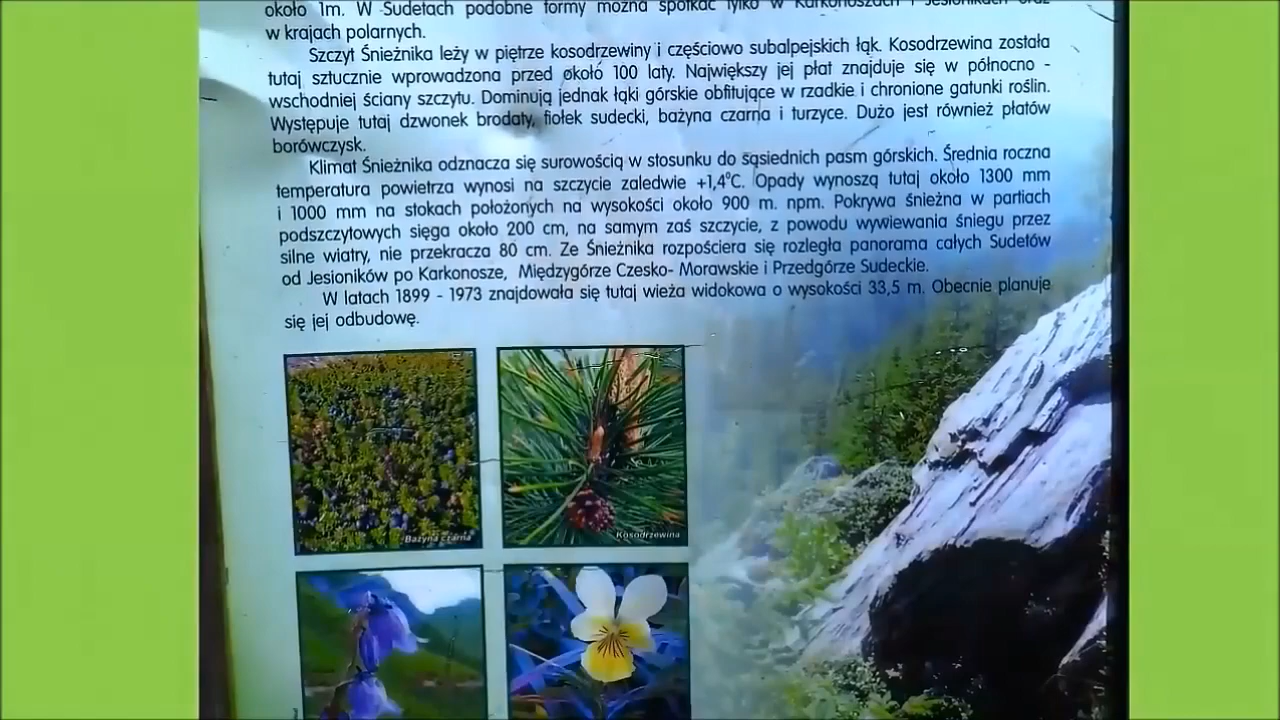 około 1m. W Sudetach podobne formy można spotkać tylko w Karkonoszach i Jesionikach oraz
w krajach polarnych.
Szczyt Śnieżnika leży w piętrze kosodrzewiny i częściowo subalpejskich łąk. Kosodrzewina została
tutaj sztucznie wprowadzona przed około 100 laty. Największy jej płat znajduje się w północno -
wschodniej ściany szczytu. Dominują jednak łąki górskie obfitujące w rzadkie i chronione gatunki roślin.
Występuje tutaj dzwonek brodaty, fiołek sudecki, bażyna czarna i turzyce. Dużo jest również płatów
borówczysk.
Klimat Śnieżnika odznacza się surowością w stosunku do sąsiednich pasm górskich. Średnia roczna
temperatura powietrza wynosi na szczycie zaledwie +1,4°C. Opady wynoszą tutaj około 1300 mm
i 1000 mm na stokach położonych na wysokości około 900 m. npm. Pokrywa śnieżna w partiach
podszczytowych sięga około 200 cm, na samym zaś szczycie, z powodu wywiewania śniegu przez
silne wiatry, nie przekracza 80 cm. Ze Śnieżnika rozpościera się rozległa panorama całych Sudetów
od Jesioników po Karkonosze, Międzygórze Czesko- Morawskie i Przedgórze Sudeckie.
W latach 1899 - 1973 znajdowała się tutaj wieża widokowa o wysokości 33,5 m. Obecnie planuje
się jej odbudowę.
Bażyna czarna
Kosodrzewina